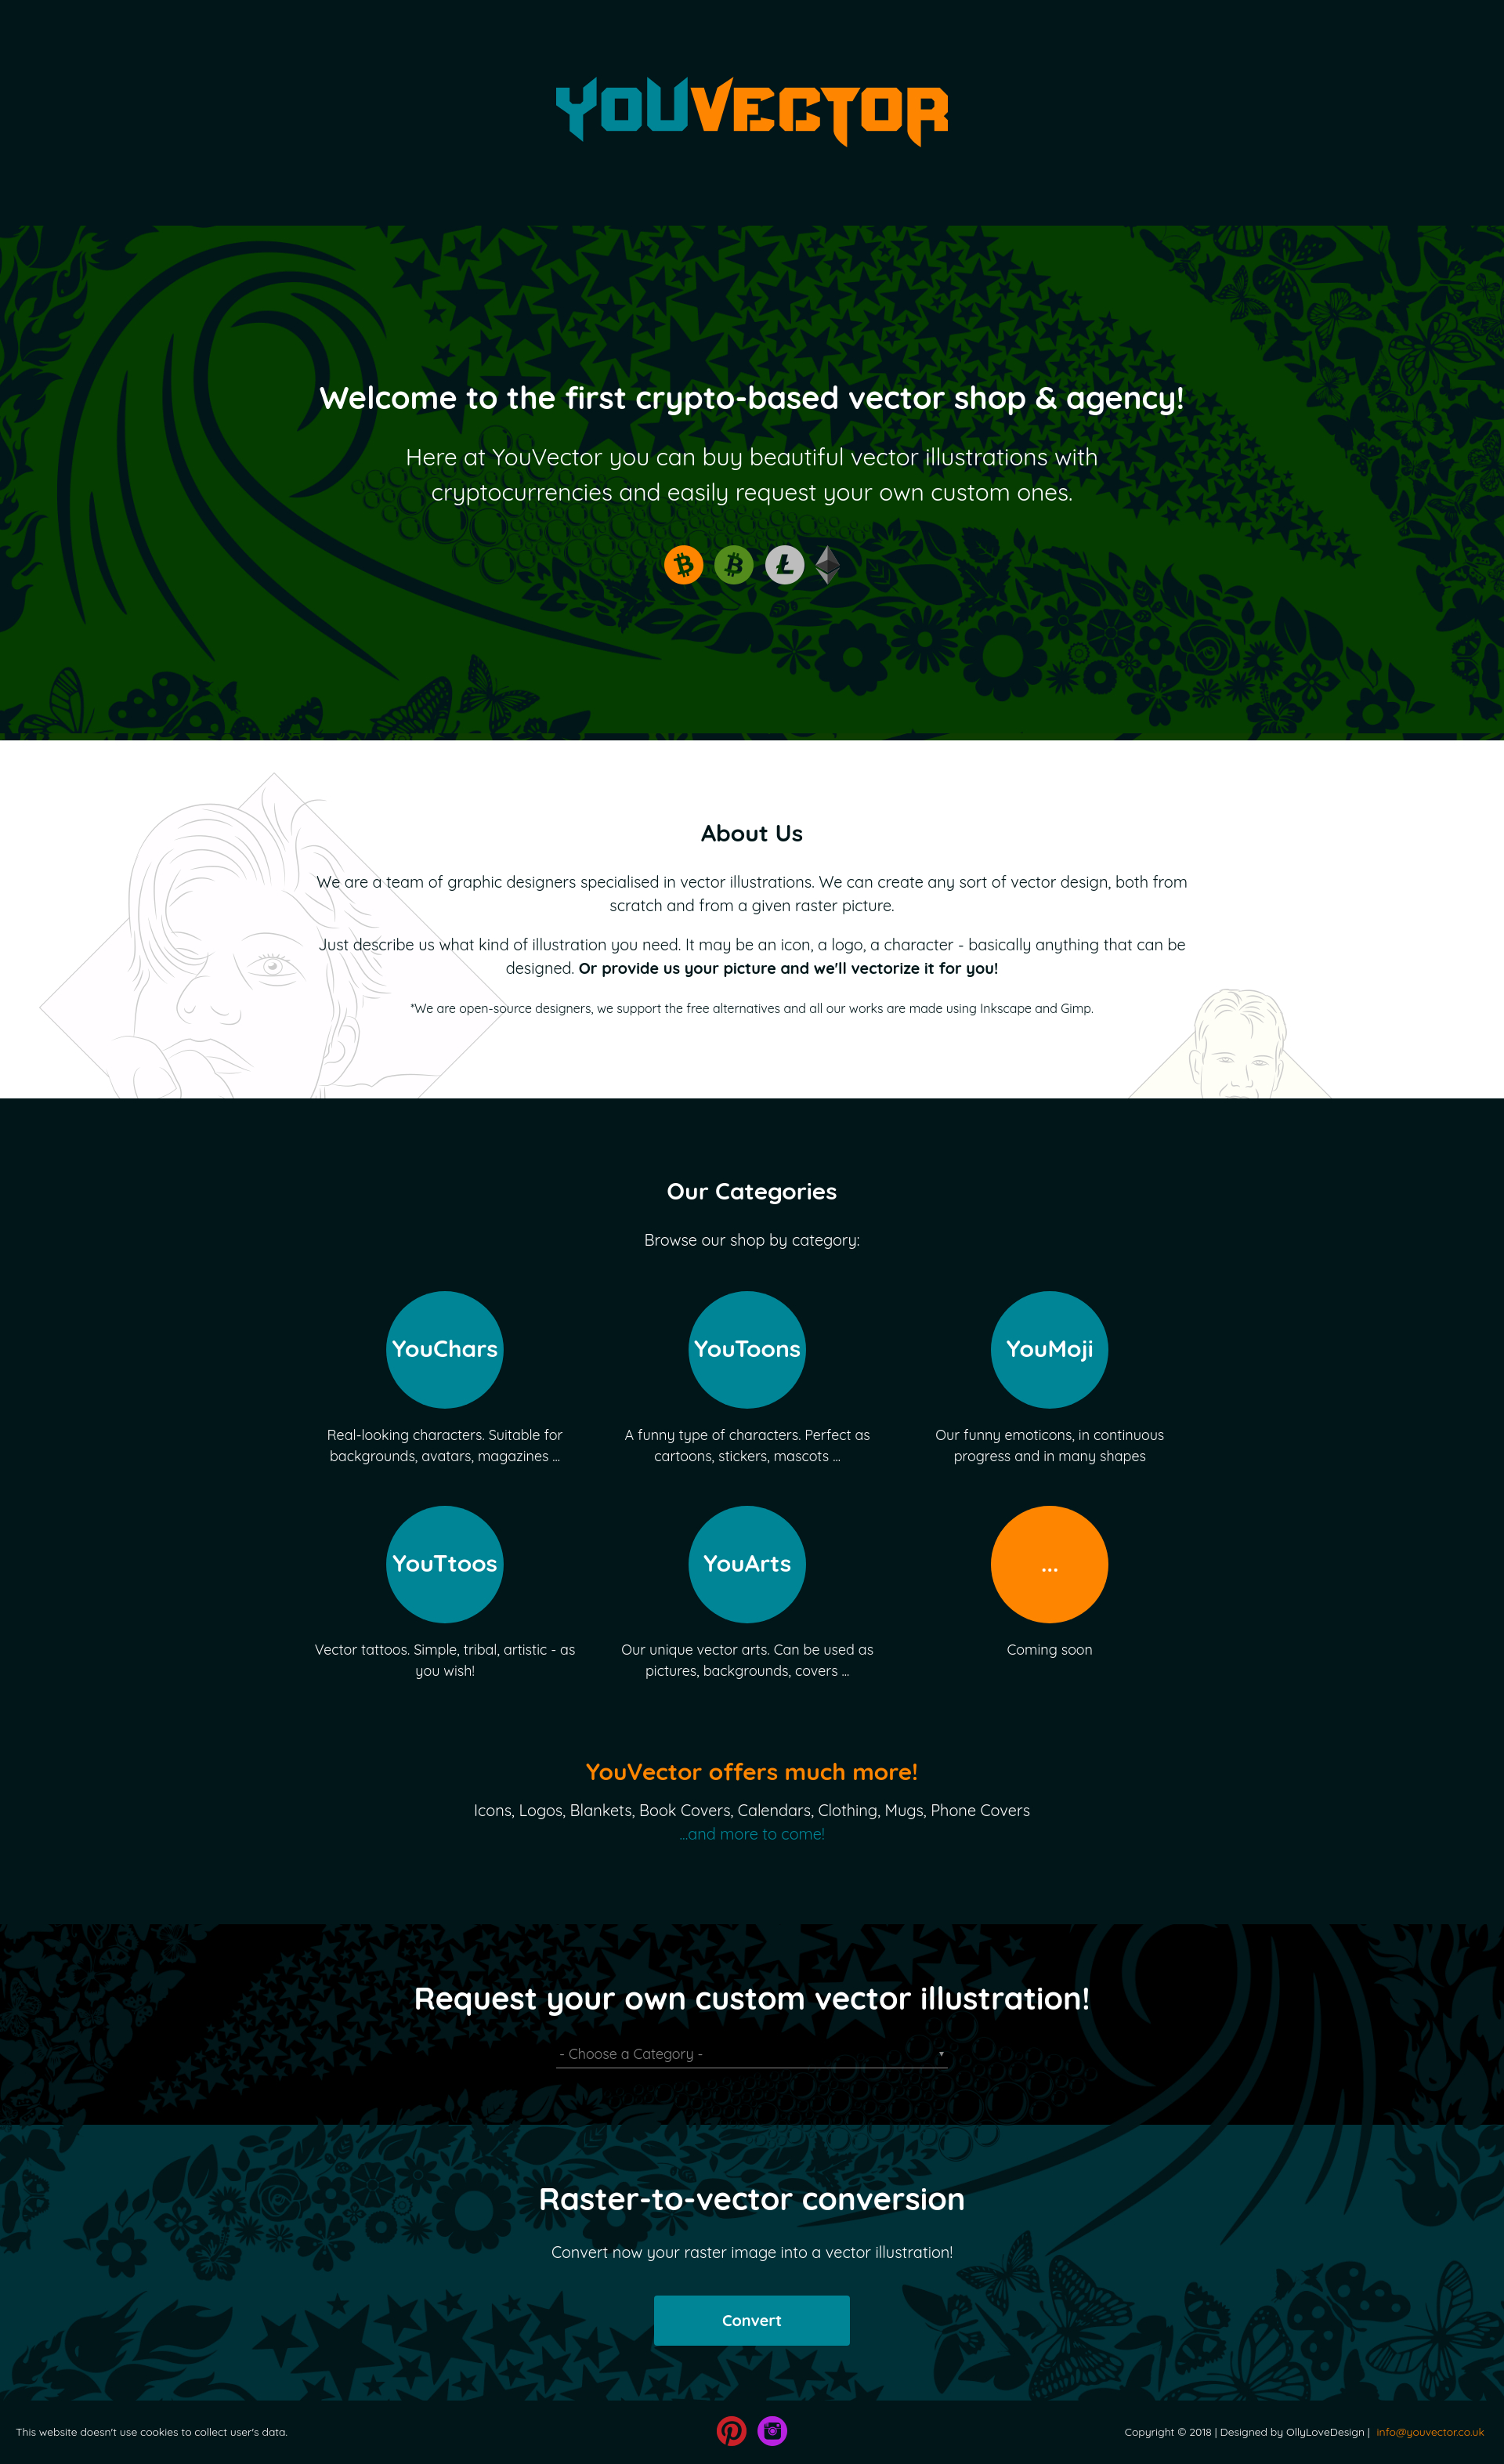 YOUVECTOR
Welcome to the first crypto-based vector shop & agency!
Here at YouVector you can buy beautiful vector illustrations with
cryptocurrencies and easily request your own custom ones.
About Us
We are a team of graphic designers specialised in vector illustrations. We can create any sort of vector design, both from
scratch and from a given raster picture.
Just describe us what kind of illustration you need. It may be an icon, a logo, a character - basically anything that can be
designed. Or provide us your picture and we'll vectorize it for you!
*We are open-source designers, we support the free alternatives and all our works are made using Inkscape and Gimp.
Our Categories
Browse our shop by category:
YouChars
Real-looking characters. Suitable for
backgrounds, avatars, magazines ...
YouToons
A funny type of characters. Perfect as
cartoons, stickers, mascots ...
YouMoji
Our funny emoticons, in continuous
progress and in many shapes
YouTtoos
Vector tattoos. Simple, tribal, artistic - as
you wish!
YouArts
Our unique vector arts. Can be used as
pictures, backgrounds, covers ...
...
Coming soon
YouVector offers much more!
Icons, Logos, Blankets, Book Covers, Calendars, Clothing, Mugs, Phone Covers
...and more to come!
Request your own custom vector illustration!
- Choose a Category -
Raster-to-vector conversion
Convert now your raster image into a vector illustration!
Convert
This website doesn't use cookies to collect user's data.
Copyright © 2018 | Designed by OllyLoveDesign | info@youvector.co.uk